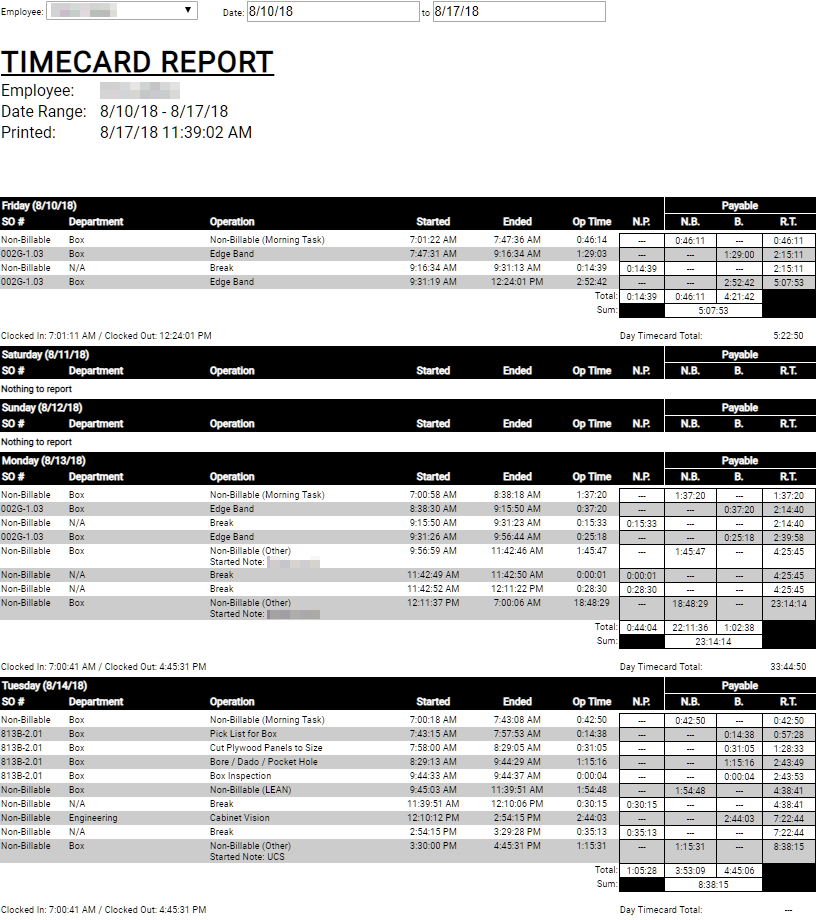 Employee: Date: 8/10/18 to 8/17/18
TIMECARD REPORT
Employee:
Date Range: 8/10/18 - 8/17/18
Printed: 8/17/18 11:39:02 AM
Friday (8/10/18) Payable
SO # Department Operation Started Ended Op Time N.P. N.B. B. R.T.
Non-Billable Box Non-Billable (Morning Task) 7:01:22 AM 7:47:36 AM 0:46:14 --- 0:46:11 --- 0:46:11
002G-1.03 Box Edge Band 7:47:31 AM 9:16:34 AM 1:29:03 --- --- 1:29:00 2:15:11
Non-Billable N/A Break 9:16:34 AM 9:31:13 AM 0:14:39 0:14:39 --- --- 2:15:11
002G-1.03 Box Edge Band 9:31:19 AM 12:24:01 PM 2:52:42 --- --- 2:52:42 5:07:53
Total: 0:14:39 0:46:11 4:21:42
Sum: 5:07:53
Clocked In: 7:01:11 AM / Clocked Out: 12:24:01 PM Day Timecard Total: 5:22:50
Saturday (8/11/18) Payable
SO # Department Operation Started Ended Op Time N.P. N.B. B. R.T.
Nothing to report
Sunday (8/12/18) Payable
SO # Department Operation Started Ended Op Time N.P. N.B. B. R.T.
Nothing to report
Monday (8/13/18) Payable
SO # Department Operation Started Ended Op Time N.P. N.B. B. R.T.
Non-Billable Box Non-Billable (Morning Task) 7:00:58 AM 8:38:18 AM 1:37:20 --- 1:37:20 --- 1:37:20
002G-1.03 Box Edge Band 8:38:30 AM 9:15:50 AM 0:37:20 --- --- 0:37:20 2:14:40
Non-Billable N/A Break 9:15:50 AM 9:31:23 AM 0:15:33 0:15:33 --- --- 2:14:40
002G-1.03 Box Edge Band 9:31:26 AM 9:56:44 AM 0:25:18 --- --- 0:25:18 2:39:58
Non-Billable Box Non-Billable (Other) 9:56:59 AM 11:42:46 AM 1:45:47 --- 1:45:47 --- 4:25:45
Started Note:
Non-Billable N/A Break 11:42:49 AM 11:42:50 AM 0:00:01 0:00:01 --- --- 4:25:45
Non-Billable N/A Break 11:42:52 AM 12:11:22 PM 0:28:30 0:28:30 --- --- 4:25:45
Non-Billable Box Non-Billable (Other) 12:11:37 PM 7:00:06 AM 18:48:29 --- 18:48:29 --- 23:14:14
Started Note:
Total: 0:44:04 22:11:36 1:02:38
Sum: 23:14:14
Clocked In: 7:00:41 AM / Clocked Out: 4:45:31 PM Day Timecard Total: 33:44:50
Tuesday (8/14/18) Payable
SO # Department Operation Started Ended Op Time N.P. N.B. B. R.T.
Non-Billable Box Non-Billable (Morning Task) 7:00:18 AM 7:43:08 AM 0:42:50 --- 0:42:50 --- 0:42:50
813B-2.01 Box Pick List for Box 7:43:15 AM 7:57:53 AM 0:14:38 --- --- 0:14:38 0:57:28
813B-2.01 Box Cut Plywood Panels to Size 7:58:00 AM 8:29:05 AM 0:31:05 --- --- 0:31:05 1:28:33
813B-2.01 Box Bore / Dado / Pocket Hole 8:29:13 AM 9:44:29 AM 1:15:16 --- --- 1:15:16 2:43:49
813B-2.01 Box Box Inspection 9:44:33 AM 9:44:37 AM 0:00:04 --- --- 0:00:04 2:43:53
Non-Billable Box Non-Billable (LEAN) 9:45:03 AM 11:39:51 AM 1:54:48 --- 1:54:48 --- 4:38:41
Non-Billable N/A Break 11:39:51 AM 12:10:06 PM 0:30:15 0:30:15 --- --- 4:38:41
Non-Billable Engineering Cabinet Vision 12:10:12 PM 2:54:15 PM 2:44:03 --- --- 2:44:03 7:22:44
Non-Billable N/A Break 2:54:15 PM 3:29:28 PM 0:35:13 0:35:13 --- --- 7:22:44
Non-Billable Box Non-Billable (Other) 3:30:00 PM 4:45:31 PM 1:15:31 --- 1:15:31 --- 8:38:15
Started Note: UCS
Total: 1:05:28 3:53:09 4:45:06
Sum: 8:38:15
Clocked In: 7:00:41 AM / Clocked Out: 4:45:31 PM Day Timecard Total: ---